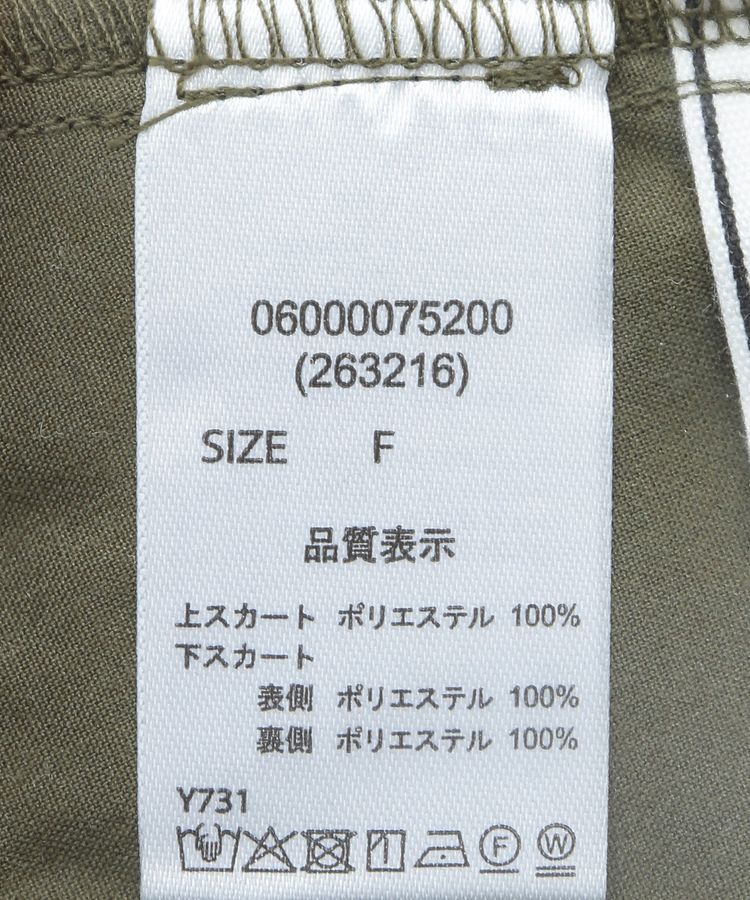 06000075200
(263216)
SIZE F
品質表示
上スカート ポリエステル 100%
下スカート
表側 ポリエステル 100%
裏側 ポリエステル 100%
Y731
F W